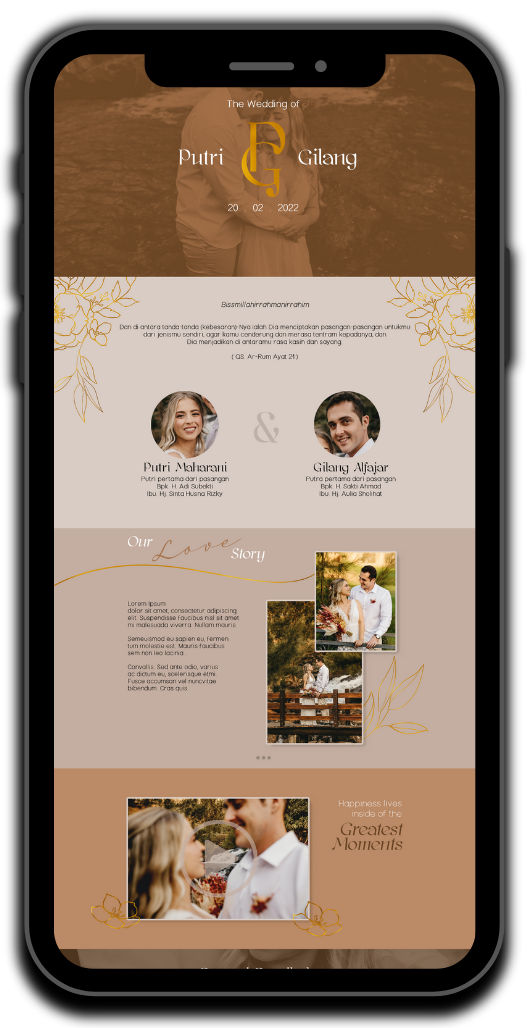 The Wedding of
Putri PG Gilang
20 02 2022
Bissmillahirrahmanirrahim
Dan di antara tanda tanda (kebesaran) Nya ialah Dia menciptakan pasangan pasangan untukmu
dari jenismu sendiri, agar kamu cenderung dan merasa tentram kepadanya, dan
Dia menjadikan di antaramu rasa kasih dan sayang.
( QS. Ar-Rum Ayat 21 )
&
Putri Maharani
Putri pertama dari pasangan
Bpk. H. Adi Subekti
Ibu. Hj. Sinta Husna Rizky
Gilang Alfajar
Putra pertama dari pasangan
Bpk. H. Sakti Ahmad
Ibu. Hj. Aulia Sholihat
Our Love Story
Lorem Ipsum
dolor sit amet, consectetur adipiscing
elit. Suspendisse faucibus nisl sit amet
mi malesuada viverra. Nullam mauris
Semeuismod eu sapien eu, fermen
tum molestie est. Mauris faucibus
sem non leo lacinia.
Convallis. Sed ante odio, varius
ac dictum eu, scelerisque et mi.
Fusce accumsan vel nunc vitae
bibendum. Cras quis
Happiness lives
inside of the
Greatest
Moments